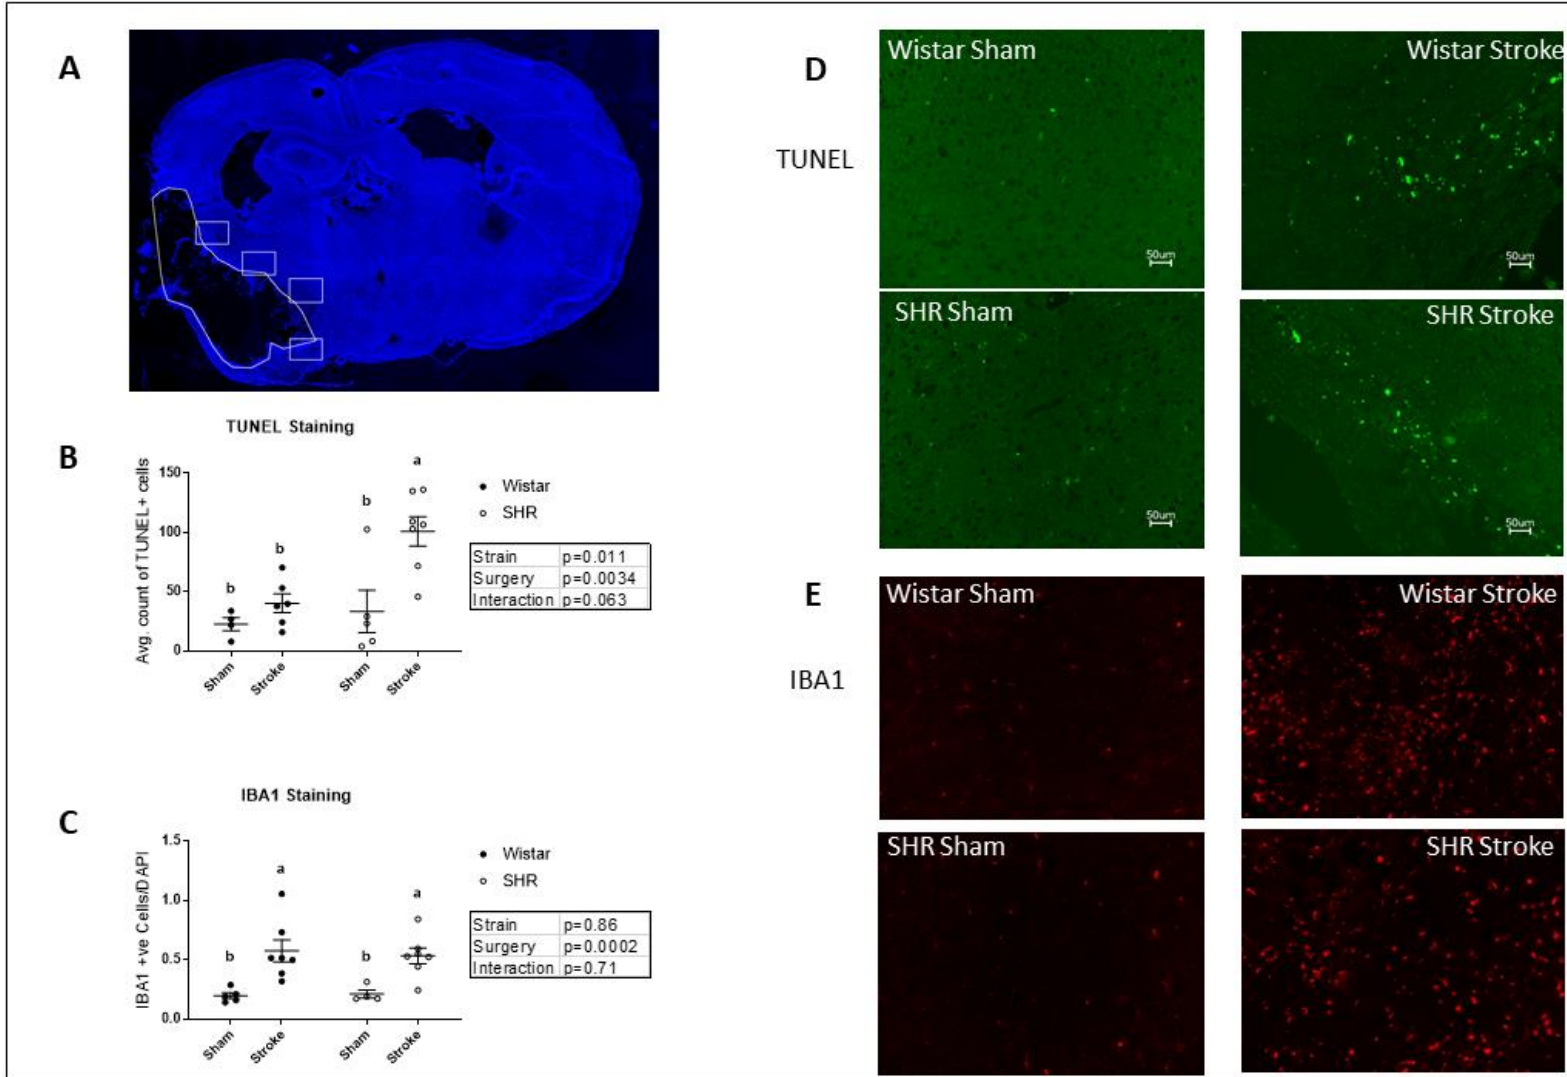 A
TUNEL Staining
B
Avg. count of TUNEL+ cells
150
100
50
0
b
b
b
a
Sham
Stroke
Sham
Stroke
Wistar
SHR
Strain p=0.011
Surgery p=0.0034
Interaction p=0.063
IBA1 Staining
C
IBA1 +ve Cells/DAPI
1.5
1.0
0.5
0.0
b
a
b
a
Sham
Stroke
Sham
Stroke
Wistar
SHR
Strain p=0.86
Surgery p=0.0002
Interaction p=0.71
D
TUNEL
Wistar Sham
50um
Wistar Stroke
50um
SHR Sham
50um
SHR Stroke
50um
E
IBA1
Wistar Sham
Wistar Stroke
SHR Sham
SHR Stroke